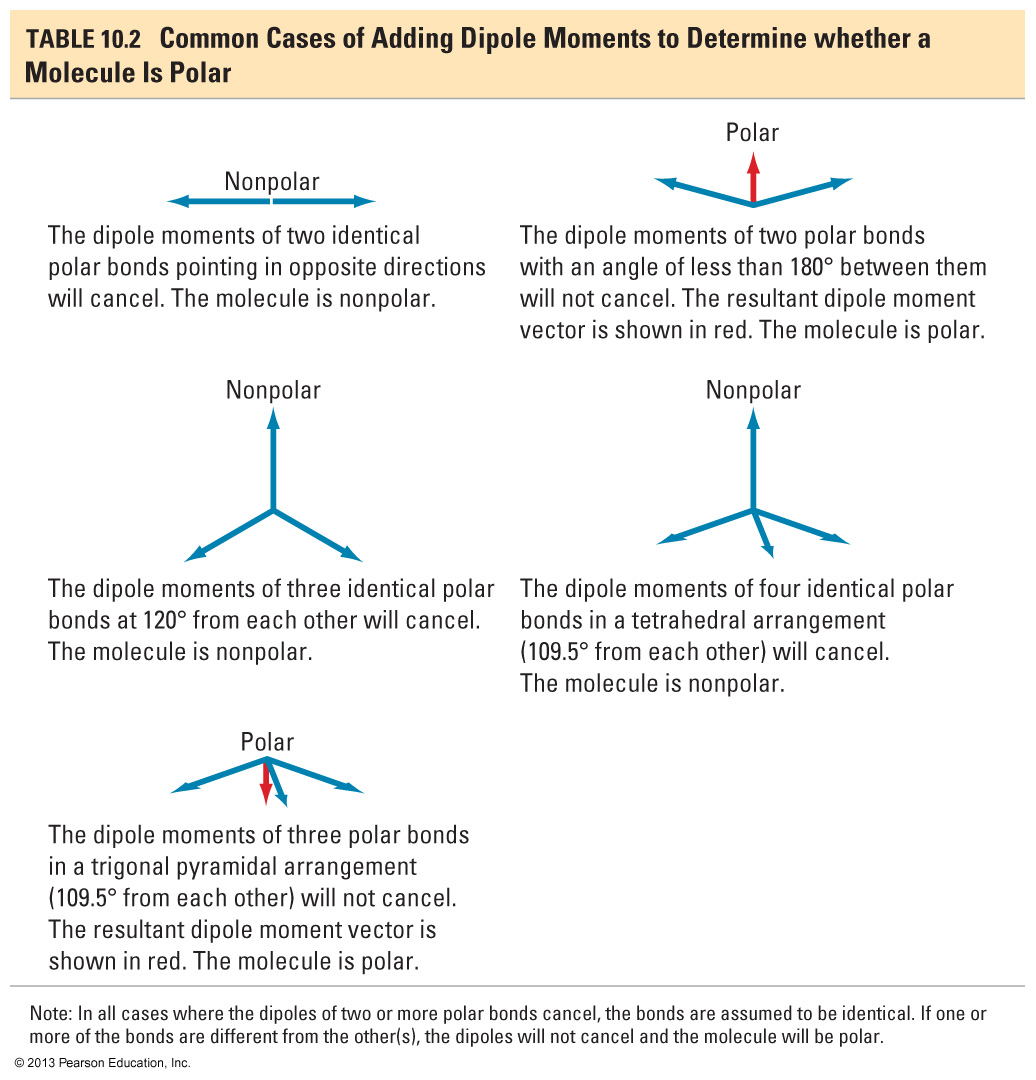 TABLE 10.2 Common Cases of Adding Dipole Moments to Determine whether a
Molecule Is Polar
Nonpolar
The dipole moments of two identical
polar bonds pointing in opposite directions
will cancel. The molecule is nonpolar.
Polar
The dipole moments of two polar bonds
with an angle of less than 180° between them
will not cancel. The resultant dipole moment
vector is shown in red. The molecule is polar.
Nonpolar
The dipole moments of three identical polar
bonds at 120° from each other will cancel.
The molecule is nonpolar.
Nonpolar
The dipole moments of four identical polar
bonds in a tetrahedral arrangement
(109.5° from each other) will cancel.
The molecule is nonpolar.
Polar
The dipole moments of three polar bonds
in a trigonal pyramidal arrangement
(109.5° from each other) will not cancel.
The resultant dipole moment vector is
shown in red. The molecule is polar.
Note: In all cases where the dipoles of two or more polar bonds cancel, the bonds are assumed to be identical. If one or
more of the bonds are different from the other(s), the dipoles will not cancel and the molecule will be polar.
© 2013 Pearson Education, Inc.